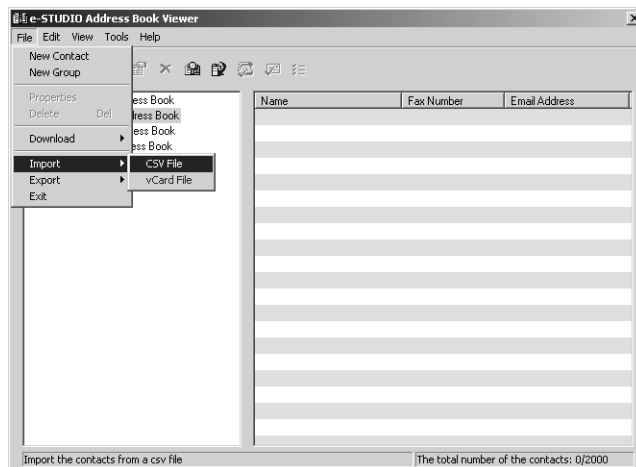 e-STUDIO Address Book Viewer
File Edit View Tools Help
New Contact
New Group
Properties
Delete Del
Download
Import
Export
Exit
CSV File
vCard File
ess Book
ress Book
ess Book
ess Book
Name Fax Number Email Address
Import the contacts from a csv file
The total number of the contacts: 0/2000